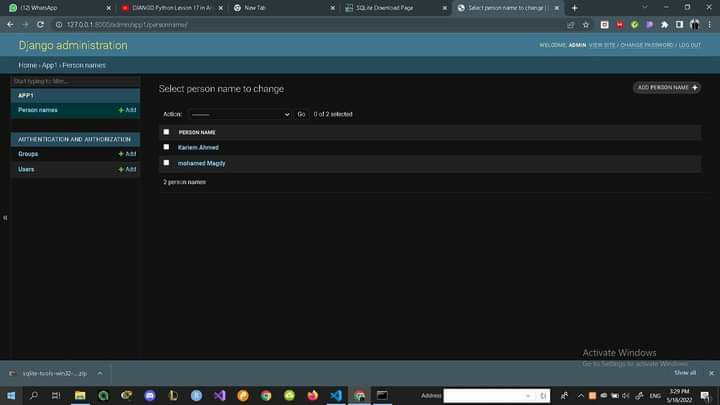 (12) WhatsApp
DJANGO Python Lesson 17 in Ar
New Tab
SQLite Download Page
Select person name to change |
127.0.0.1:8000/admin/app1/personname/
Django administration
WELCOME, ADMIN. VIEW SITE / CHANGE PASSWORD / LOG OUT
Home › App1 › Person names
Start typing to filter...
APP1
Person names + Add
AUTHENTICATION AND AUTHORIZATION
Groups + Add
Users + Add
«
Select person name to change
ADD PERSON NAME +
Action: --------- Go 0 of 2 selected
PERSON NAME
Kariem Ahmed
mohamed Magdy
2 person names
Activate Windows
Go to Settings to activate Windows.
sqlite-tools-win32-....zip
Show all
Address
ENG
3:29 PM
5/18/2022